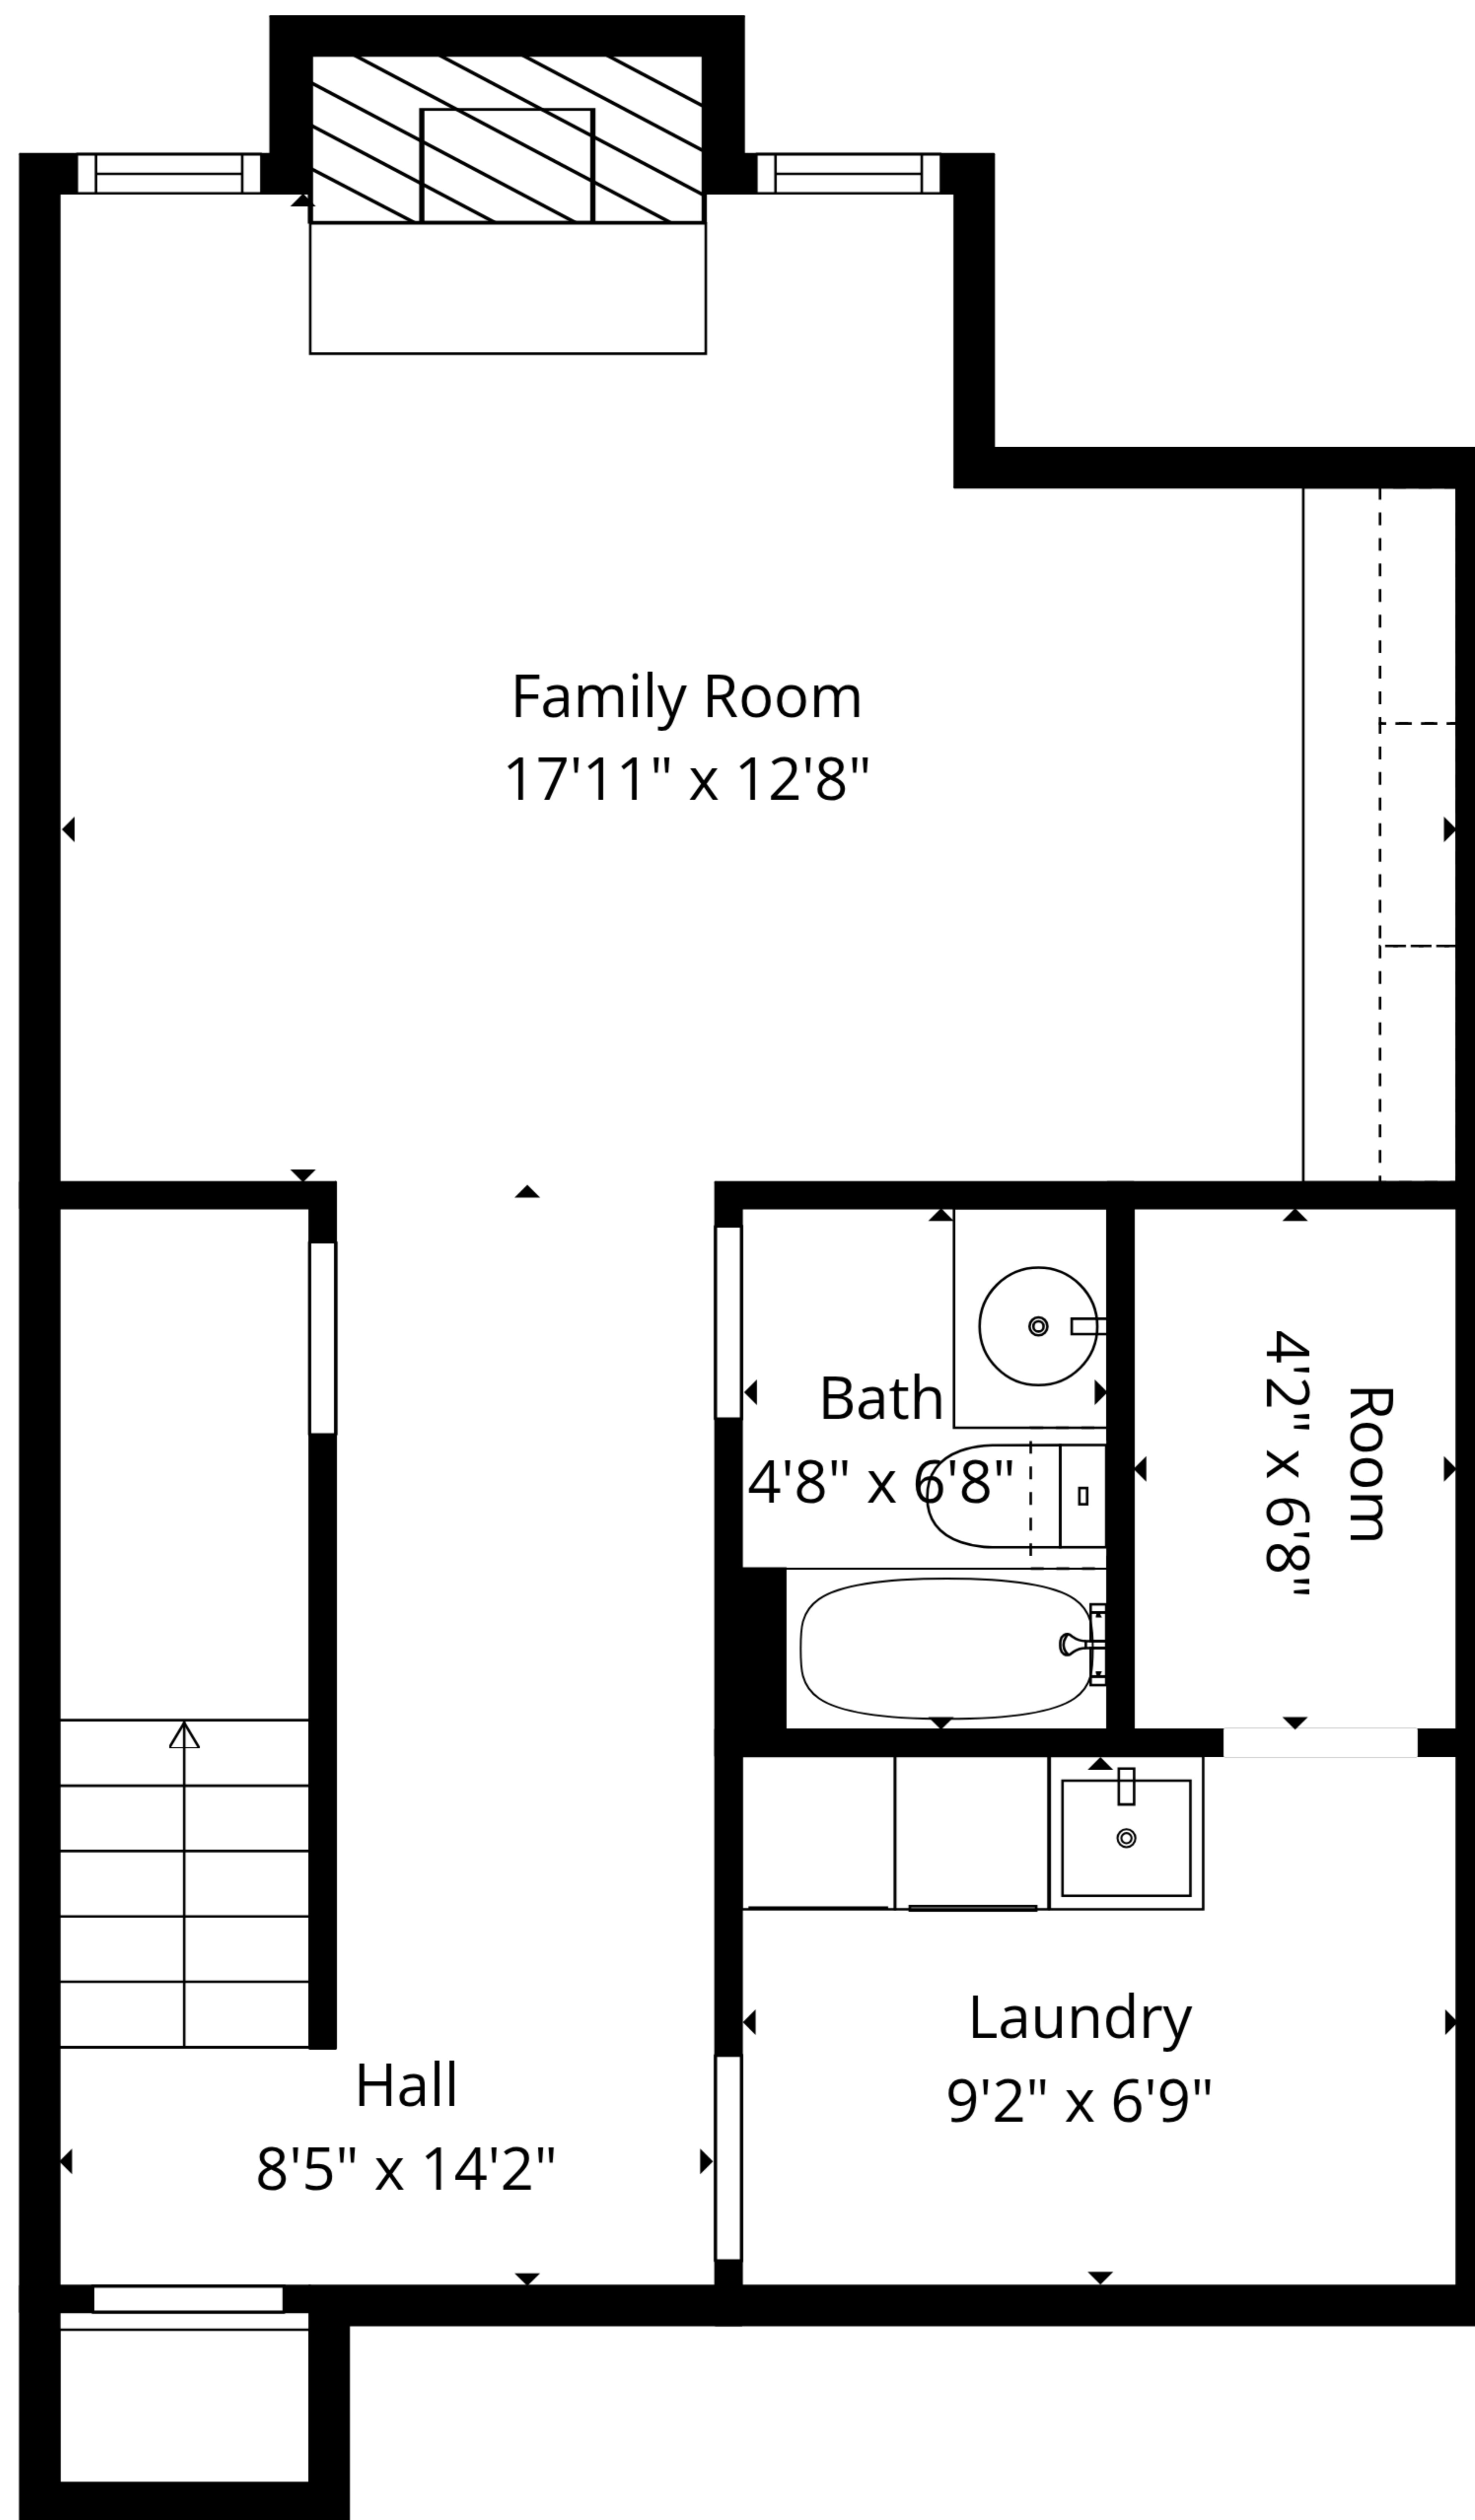 Family Room
17'11" x 12'8"
Bath
4'8" x 6'8"
Room
4'2" x 6'8"
Laundry
9'2" x 6'9"
Hall
8'5" x 14'2"